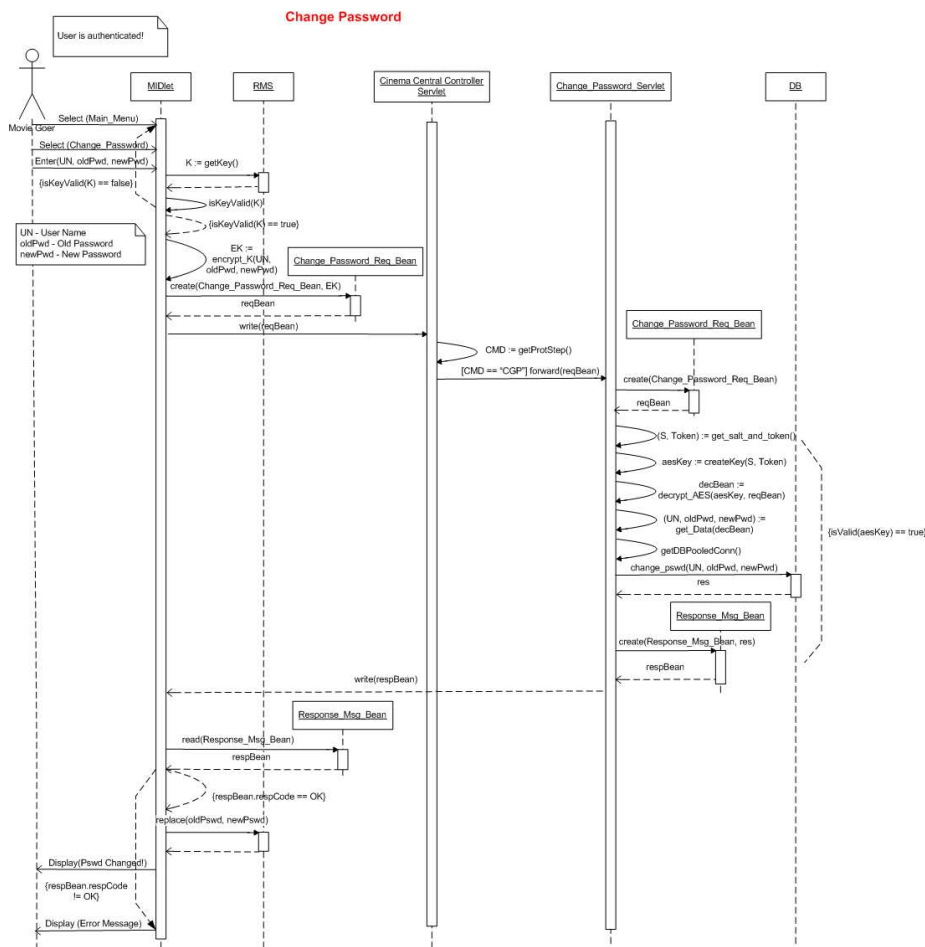 Change Password
User is authenticated!
MIDlet
RMS
Cinema Central Controller
Servlet
Change_Password_Servlet
DB
Movie Goer
Select (Main_Menu)
Select (Change_Password)
Enter(UN, oldPwd, newPwd)
K := getKey()
{isKeyValid(K) == false}
isKeyValid(K)
{isKeyValid(K) == true}
UN - User Name
oldPwd - Old Password
newPwd - New Password
EK :=
encrypt_K(UN,
oldPwd, newPwd)
Change_Password_Req_Bean
create(Change_Password_Req_Bean, EK)
reqBean
write(reqBean)
Change_Password_Req_Bean
CMD := getProtStep()
[CMD == "CGP"] forward(reqBean)
create(Change_Password_Req_Bean)
reqBean
(S, Token) := get_salt_and_token()
aesKey := createKey(S, Token)
decBean :=
decrypt_AES(aesKey, reqBean)
(UN, oldPwd, newPwd) :=
get_Data(decBean)
{isValid(aesKey) == true}
getDBPooledConn()
change_pswd(UN, oldPwd, newPwd)
res
Response_Msg_Bean
create(Response_Msg_Bean, res)
respBean
write(respBean)
Response_Msg_Bean
read(Response_Msg_Bean)
respBean
{respBean.respCode == OK}
replace(oldPswd, newPswd)
Display(Pswd Changed!)
{respBean.respCode
!= OK}
Display (Error Message)